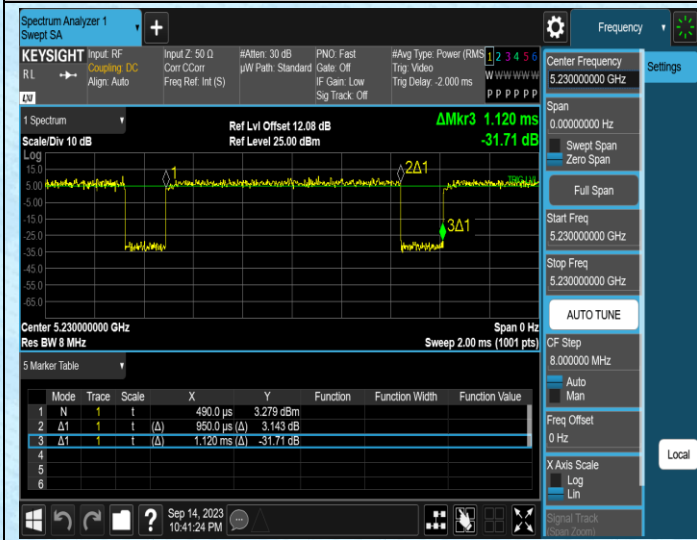 Spectrum Analyzer 1
Swept SA
Frequency
KEYSIGHT
RL
LXI
Input: RF
Coupling: DC
Align: Auto
Input Z: 50 Ω
Corr CCorr
Freq Ref: Int (S)
#Atten: 30 dB
µW Path: Standard
PNO: Fast
Gate: Off
IF Gain: Low
Sig Track: Off
#Avg Type: Power (RMS
Trig: Video
Trig Delay: -2.000 ms
1 2 3 4 5 6
W W W W W W
P P P P P P
Center Frequency
5.230000000 GHz
Settings
Span
0.00000000 Hz
Swept Span
Zero Span
Full Span
Start Freq
5.230000000 GHz
Stop Freq
5.230000000 GHz
AUTO TUNE
CF Step
8.000000 MHz
Auto
Man
Freq Offset
0 Hz
X Axis Scale
Log
Lin
Signal Track
(Span Zoom)
Local
1 Spectrum
Scale/Div 10 dB
Ref Lvl Offset 12.08 dB
Ref Level 25.00 dBm
ΔMkr3 1.120 ms
-31.71 dB
Log
15.0
5.00
-5.00
-15.0
-25.0
-35.0
-45.0
-55.0
-65.0
1
2Δ1
3Δ1
TRIG LVL
Center 5.230000000 GHz
Res BW 8 MHz
Span 0 Hz
Sweep 2.00 ms (1001 pts)
5 Marker Table
Mode Trace Scale X Y Function Function Width Function Value
1 N 1 t 490.0 µs 3.279 dBm
2 Δ1 1 t (Δ) 950.0 µs (Δ) 3.143 dB
3 Δ1 1 t (Δ) 1.120 ms (Δ) -31.71 dB
4
5
6
?
Sep 14, 2023
10:41:24 PM